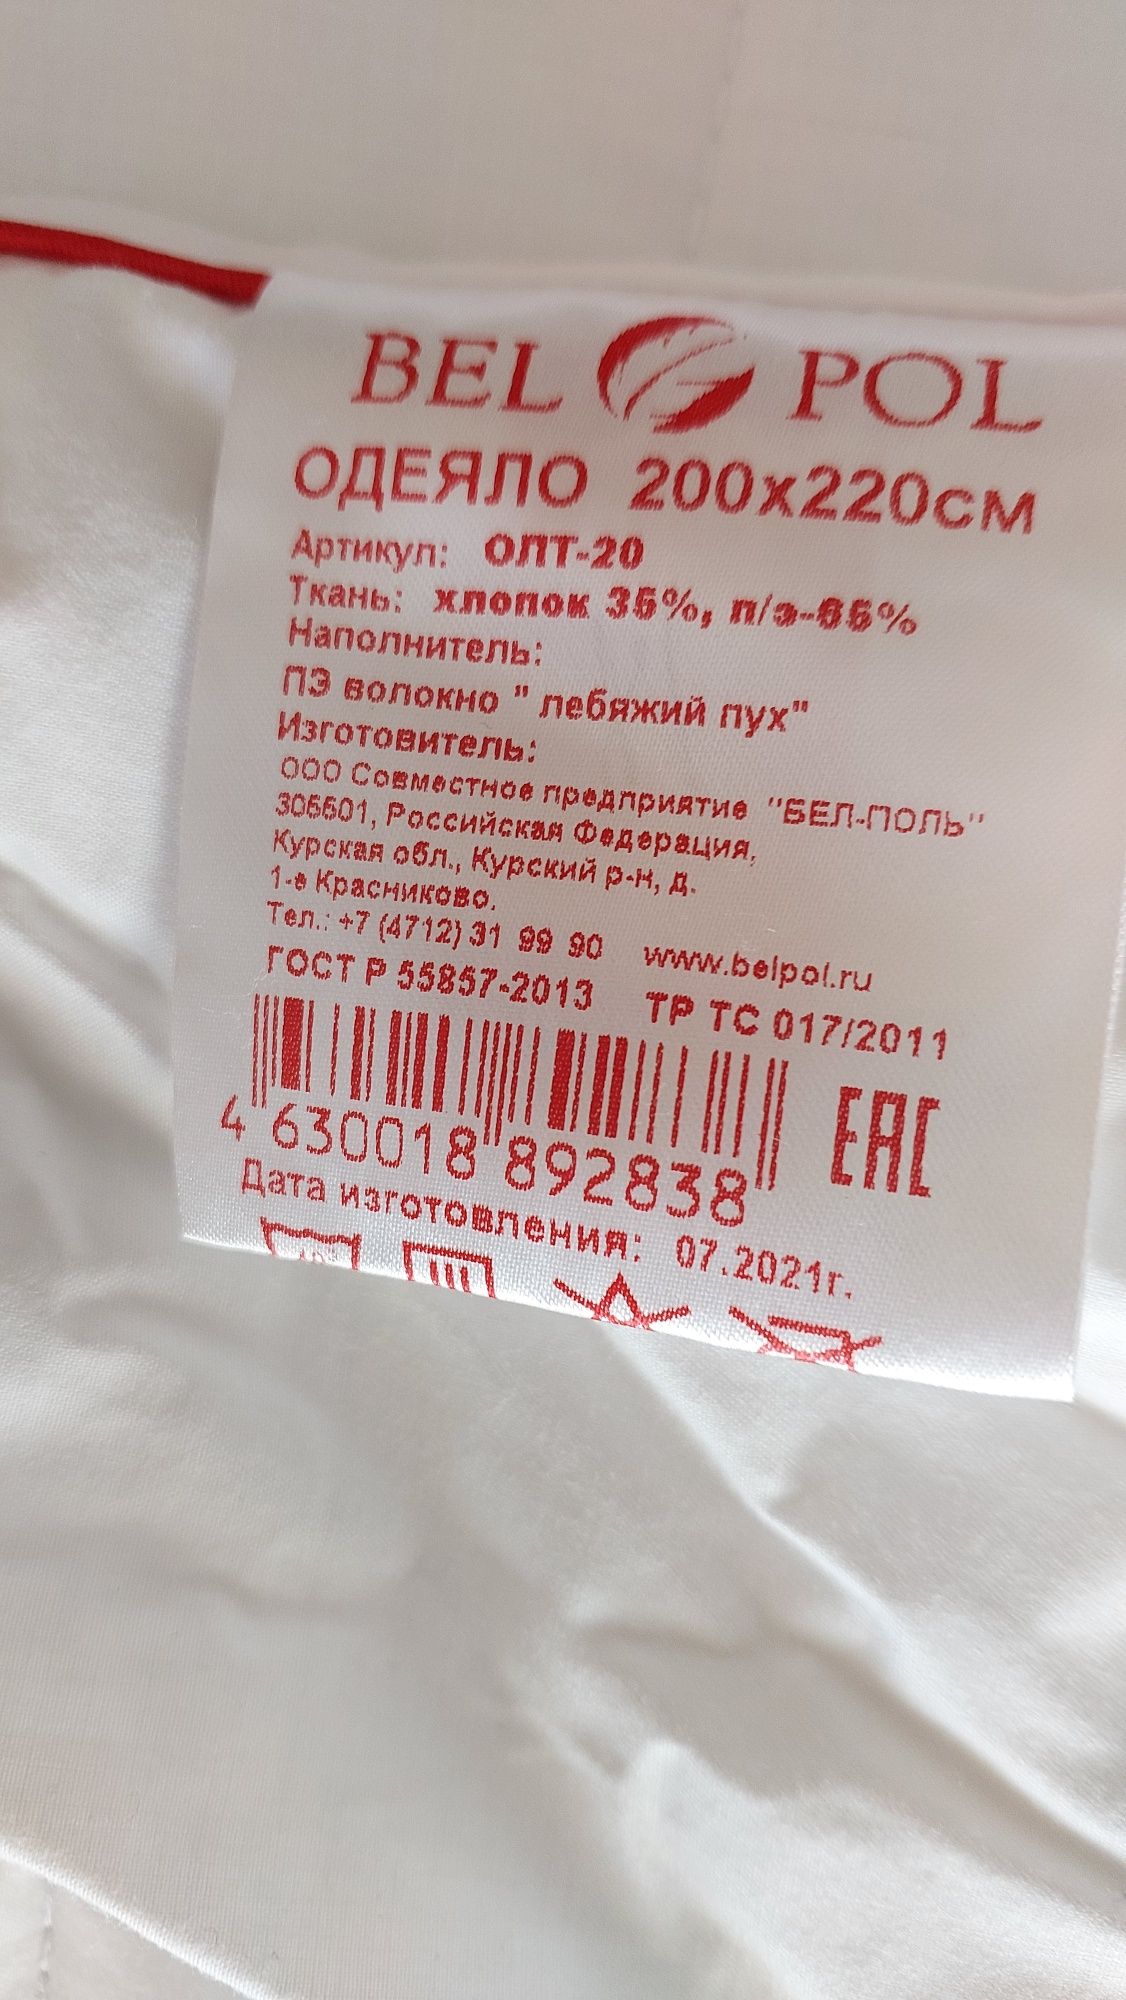 BEL POL
ОДЕЯЛО 200х220см
Артикул: ОЛТ-20
Ткань: хлопок 35%, п/э-65%
Наполнитель:
ПЭ волокно " лебяжий пух"
Изготовитель:
ООО Совместное предприятие "БЕЛ-ПОЛЬ"
305501, Российская Федерация,
Курская обл., Курский р-н, д.
1-е Красниково.
Тел.: +7 (4712) 31 99 90 www.belpol.ru
ГОСТ Р 55857-2013 ТР ТС 017/2011
4 630018 892838
EAC
Дата изготовления: 07.2021г.